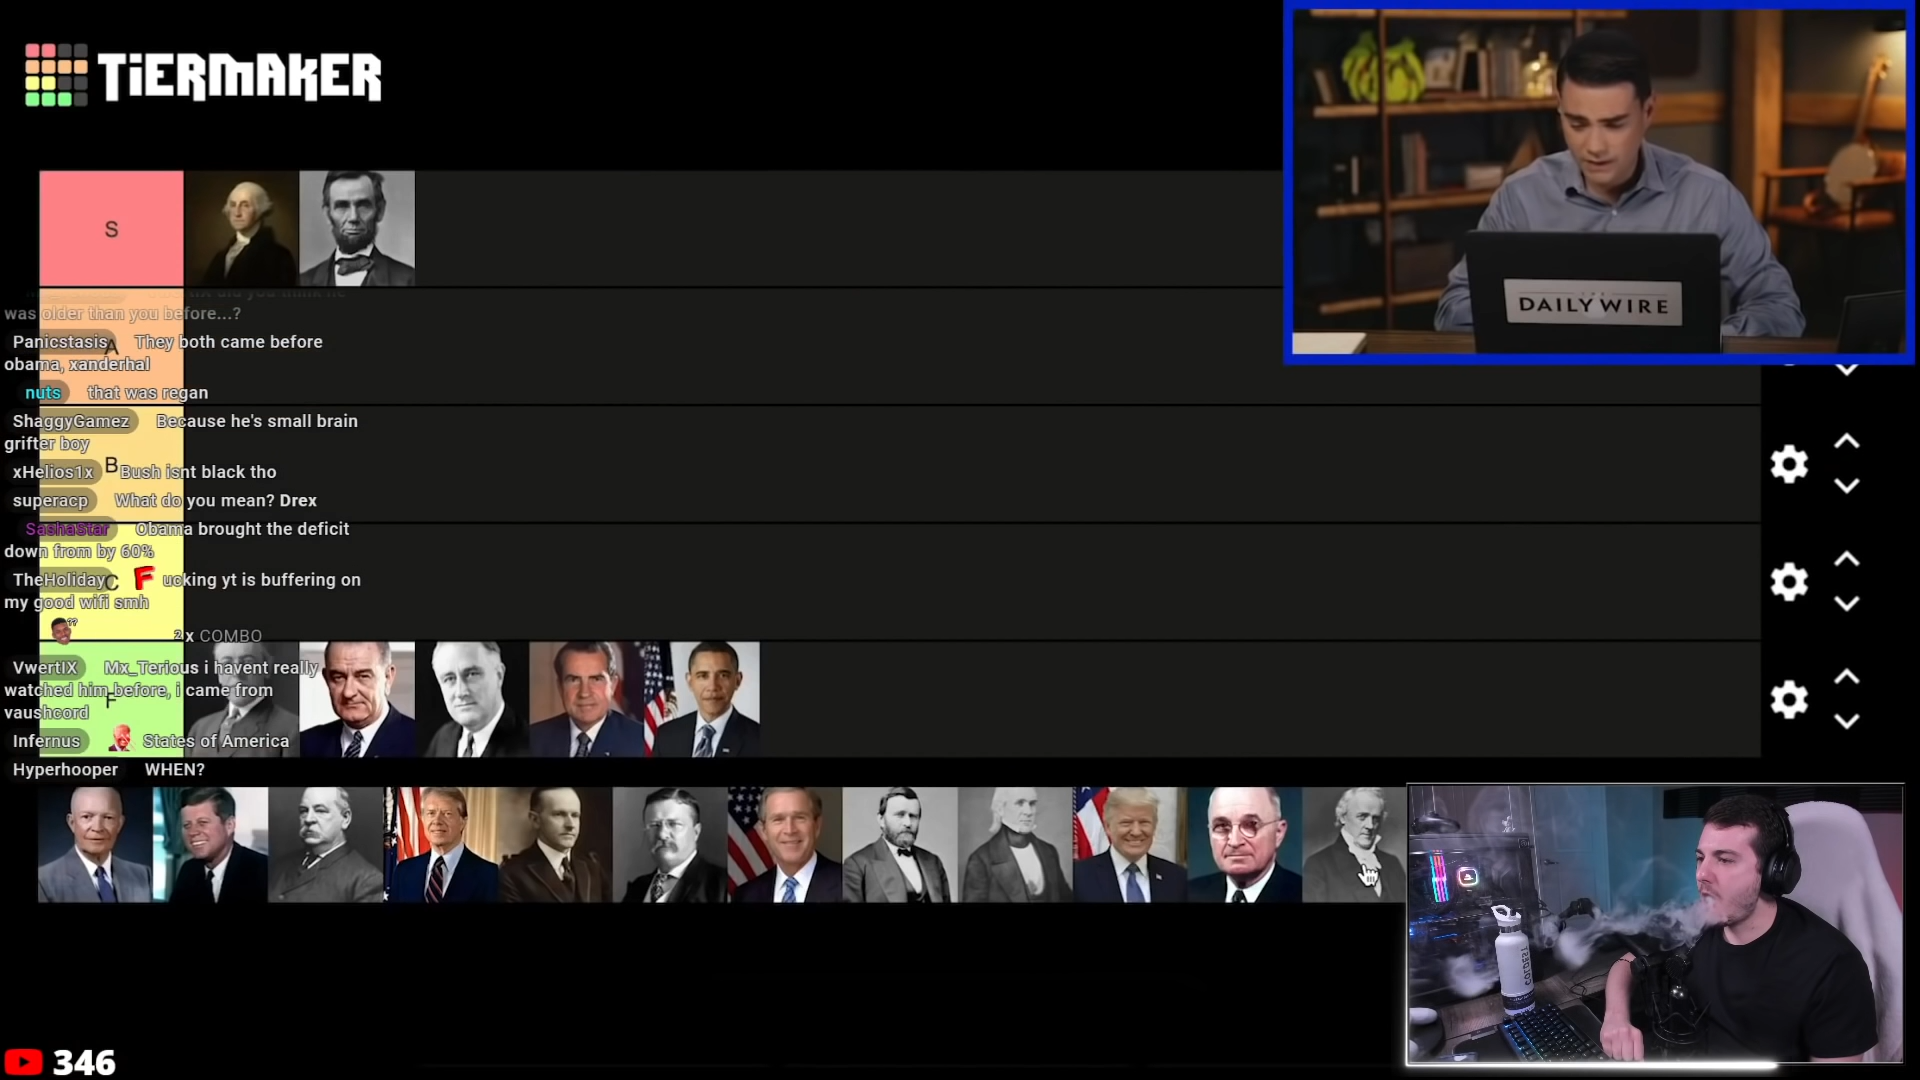 TiERMAKER
S
was older than you before...?
A
Panicstasis They both came before
obama, xanderhal
nuts that was regan
ShaggyGamez Because he's small brain
grifter boy
B
xHelios1x Bush isnt black tho
superacp What do you mean? Drex
SashaStar Obama brought the deficit
down from by 60%
C
TheHoliday F ucking yt is buffering on
my good wifi smh
??
2 x COMBO
VwertIX Mx_Terious i havent really
watched him before, i came from
vaushcord
F
Infernus States of America
Hyperhooper WHEN?
DAILY WIRE
COLDEST
346